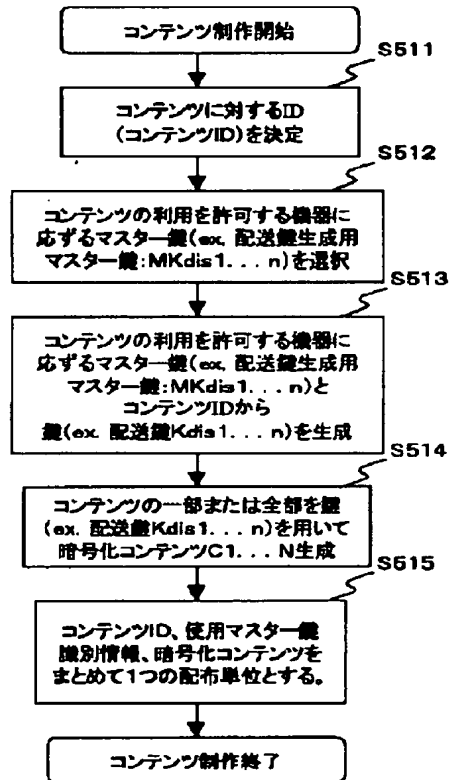 コンテンツ制作開始
S511
コンテンツに対するID
(コンテンツID)を決定
S512
コンテンツの利用を許可する機器に
応ずるマスター鍵(ex. 配送鍵生成用
マスター鍵:MKdis1. . . n)を選択
S513
コンテンツの利用を許可する機器に
応ずるマスター鍵(ex. 配送鍵生成用
マスター鍵:MKdis1. . . n)と
コンテンツIDから
鍵(ex. 配送鍵Kdis1. . . n)を生成
S514
コンテンツの一部または全部を鍵
(ex. 配送鍵Kdis1. . . n)を用いて
暗号化コンテンツC1. . . N生成
S515
コンテンツID、使用マスター鍵
識別情報、暗号化コンテンツを
まとめて1つの配布単位とする。
コンテンツ制作終了